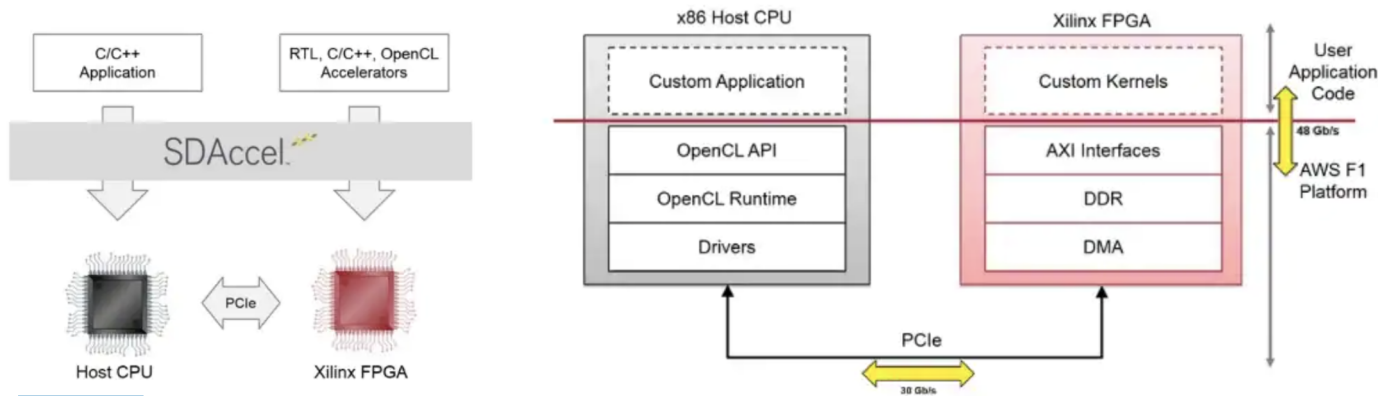 C/C++
Application
RTL, C/C++, OpenCL
Accelerators
SDAccel
PCIe
Host CPU
Xilinx FPGA
x86 Host CPU
Xilinx FPGA
Custom Application
Custom Kernels
User
Application
Code
48 Gb/s
OpenCL API
AXI Interfaces
AWS F1
Platform
OpenCL Runtime
DDR
Drivers
DMA
PCIe
30 Gb/s